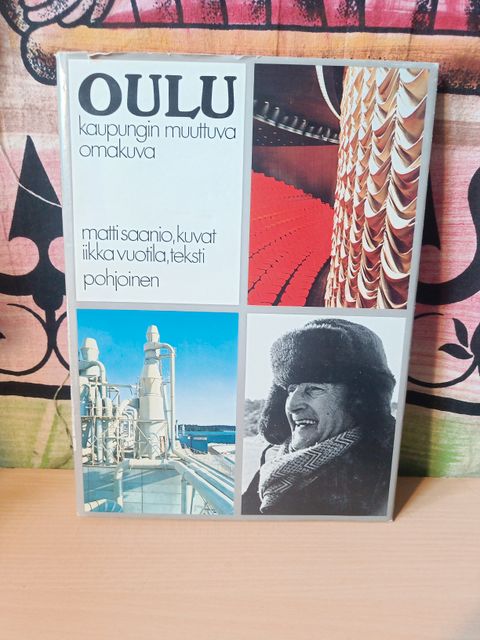 OULU
kaupungin muuttuva
omakuva
matti saanio, kuvat
iikka vuotila, teksti
pohjoinen